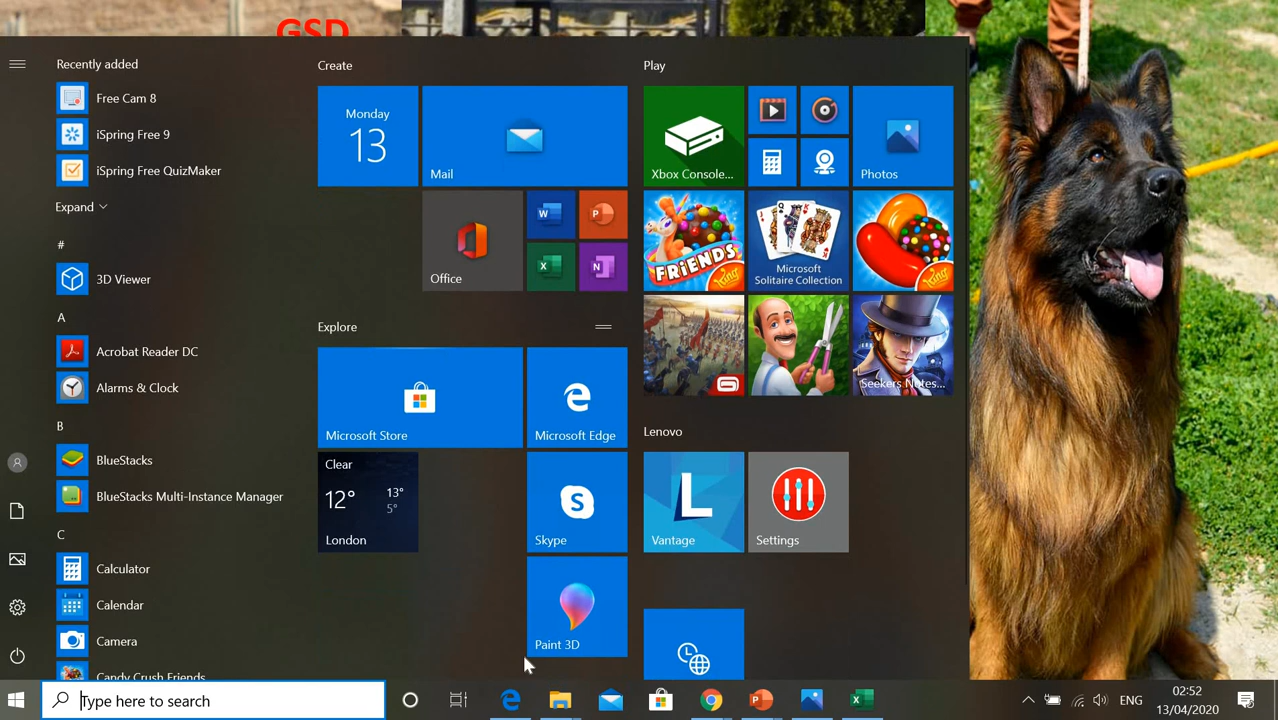 GSD
Recently added
Free Cam 8
iSpring Free 9
iSpring Free QuizMaker
Expand
#
3D Viewer
A
Acrobat Reader DC
Alarms & Clock
B
BlueStacks
BlueStacks Multi-Instance Manager
C
Calculator
Calendar
Camera
Candy Crush Friends
Create
Monday
13
Mail
Office
Explore
Microsoft Store
Microsoft Edge
Clear
12°
13°
5°
London
Skype
Paint 3D
Play
Xbox Console...
Photos
FRIENDS
King
Microsoft
Solitaire Collection
King
Seekers Notes...
Lenovo
L
Vantage
Settings
Type here to search
ENG
02:52
13/04/2020